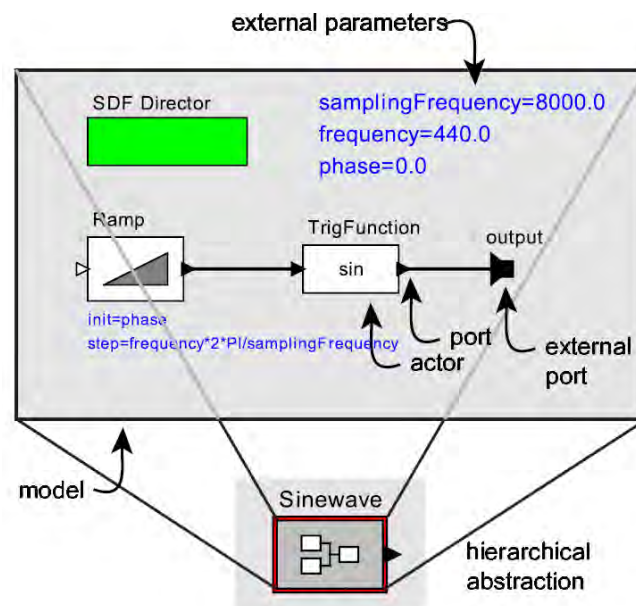 external parameters
SDF Director
samplingFrequency=8000.0
frequency=440.0
phase=0.0
Ramp
TrigFunction
output
sin
init=phase
step=frequency*2*PI/samplingFrequency
port
actor
external
port
model
Sinewave
hierarchical
abstraction